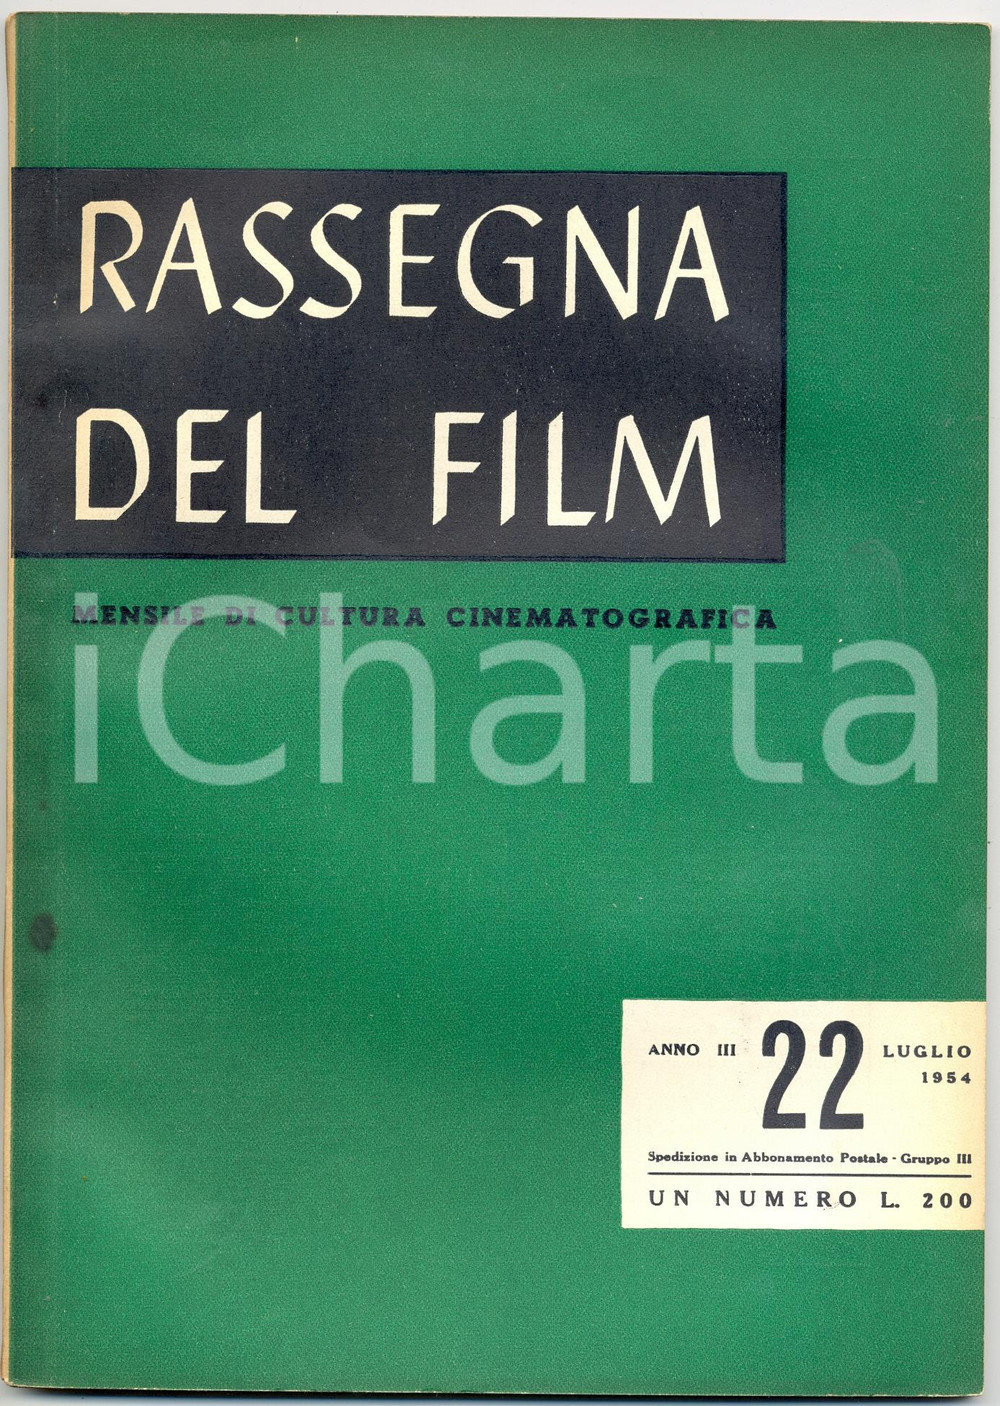 RASSEGNA
DEL FILM
MENSILE DI CULTURA CINEMATOGRAFICA
iCharta
ANNO III 22 LUGLIO
1954
Spedizione in Abbonamento Postale - Gruppo III
UN NUMERO L. 200